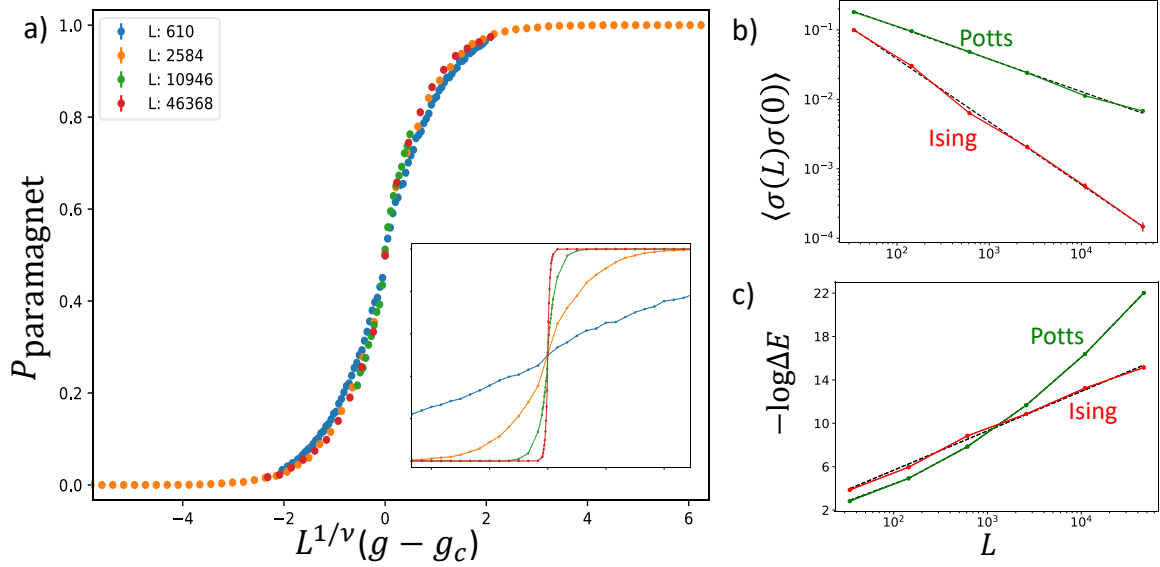 a)
L: 610
L: 2584
L: 10946
L: 46368
1.0
0.8
0.6
0.4
0.2
0.0
P_paramagnet
−4
−2
0
2
4
6
L^{1/ν}(g − g_c)
b)
10^{-1}
10^{-2}
10^{-3}
10^{-4}
⟨σ(L)σ(0)⟩
Potts
Ising
10^2
10^3
10^4
c)
22
18
14
10
6
2
−logΔE
Potts
Ising
10^2
10^3
10^4
L